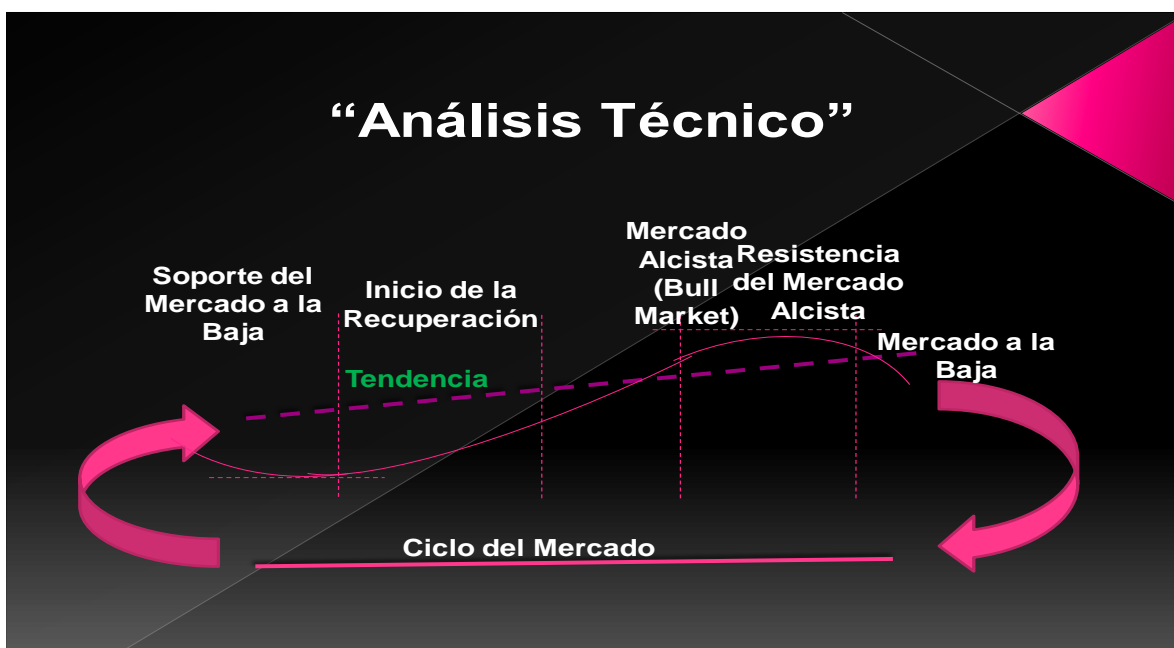 “Análisis Técnico”
Soporte del
Mercado a la
Baja
Inicio de la
Recuperación
Mercado
Alcista
(Bull
Market)
Resistencia
del Mercado
Alcista
Mercado a la
Baja
Tendencia
Ciclo del Mercado